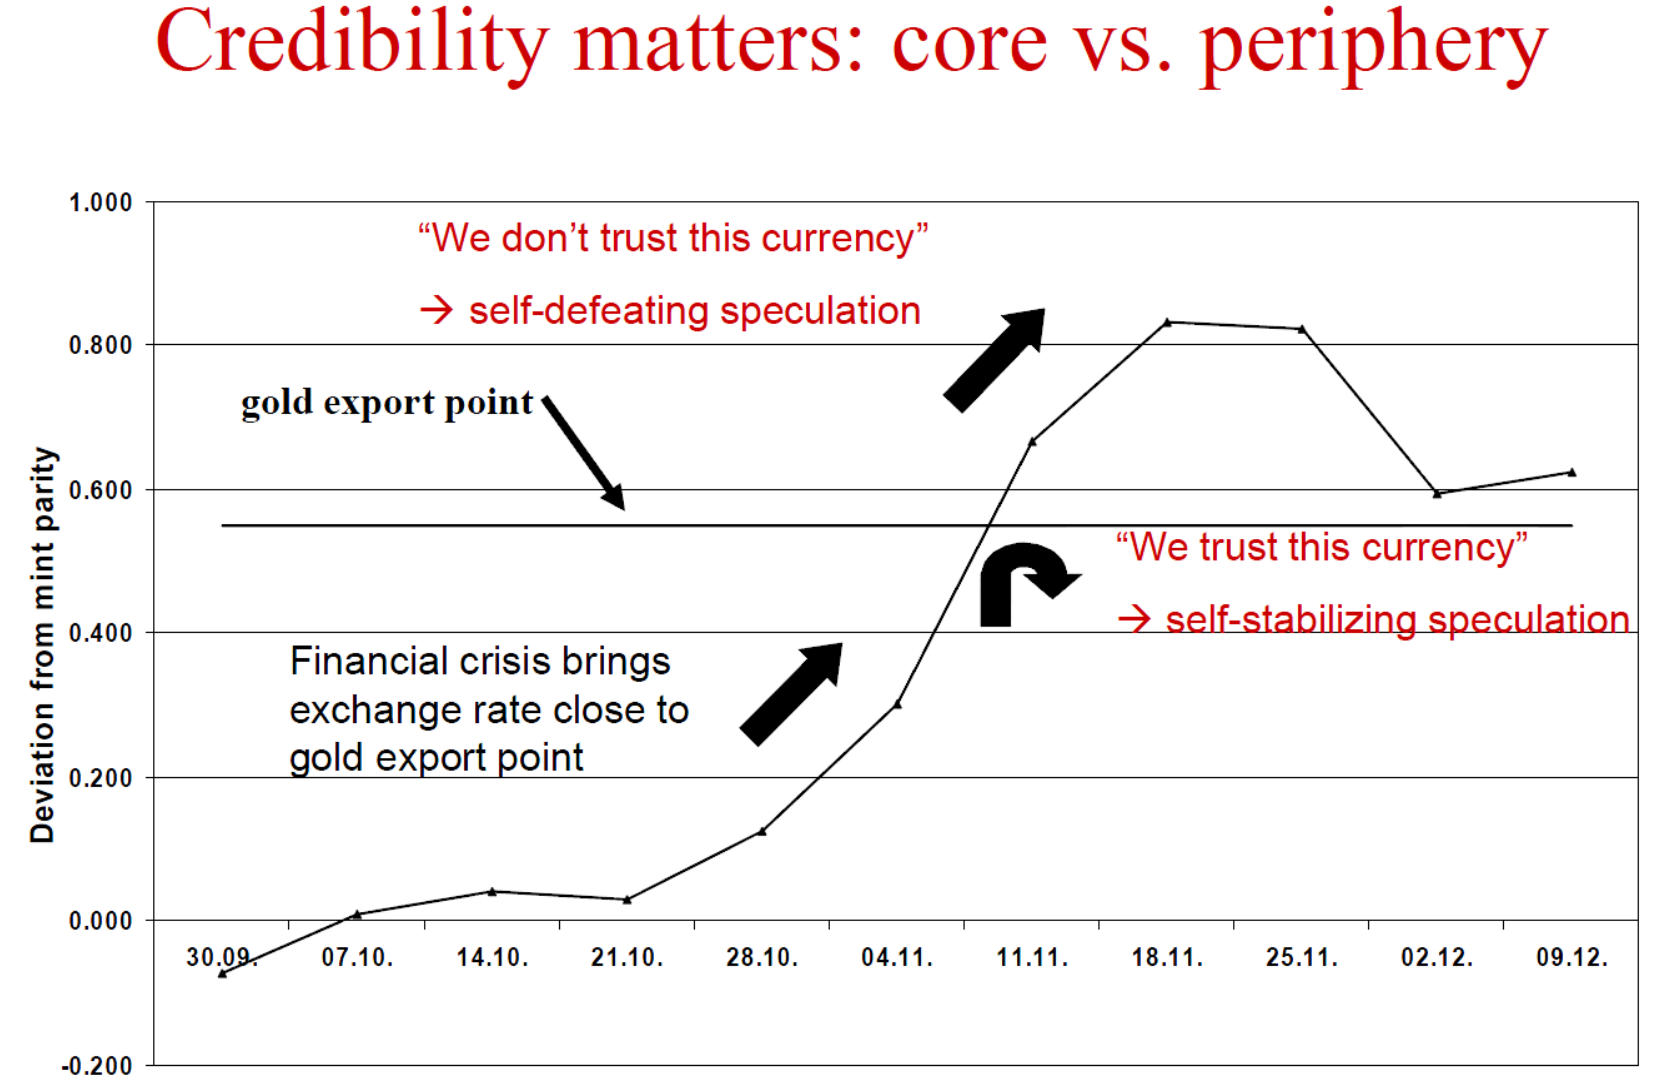 Credibility matters: core vs. periphery
1.000
“We don’t trust this currency”
→ self-defeating speculation
0.800
gold export point
Deviation from mint parity
0.600
“We trust this currency”
→ self-stabilizing speculation
0.400
Financial crisis brings
exchange rate close to
gold export point
0.200
0.000
30.09. 07.10. 14.10. 21.10. 28.10. 04.11. 11.11. 18.11. 25.11. 02.12. 09.12.
-0.200